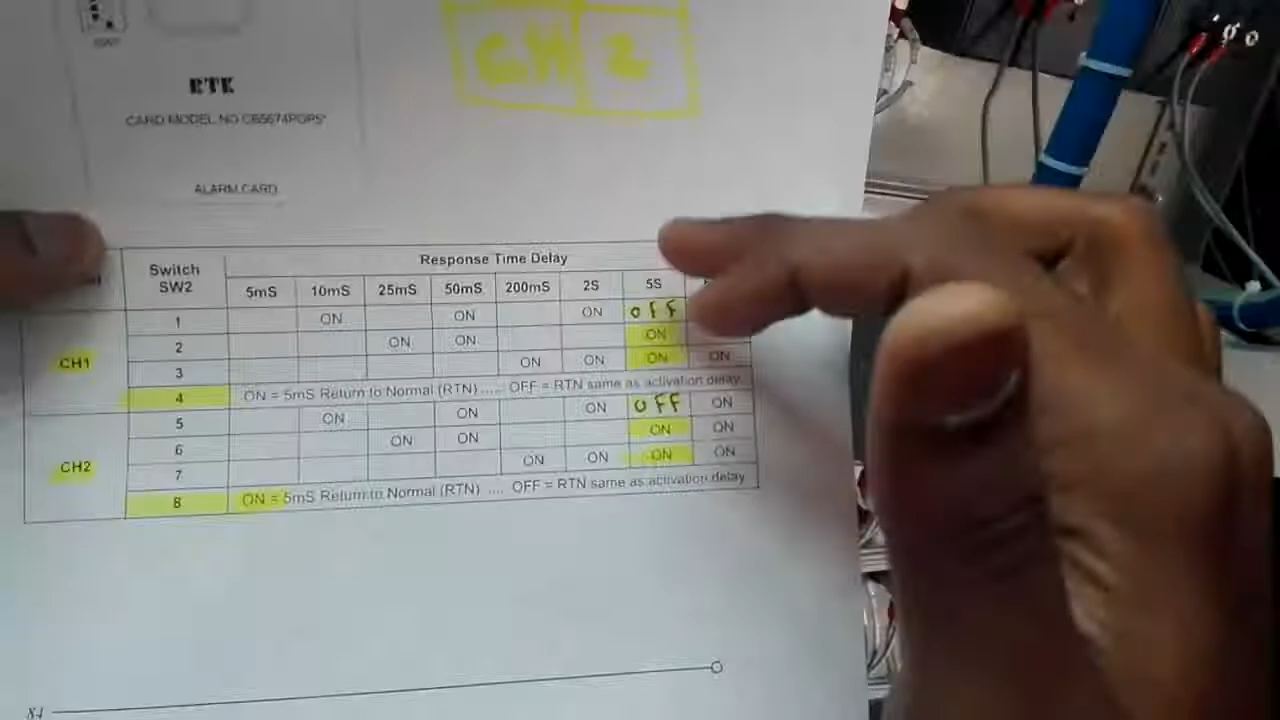 CH 2
RTK
CARD MODEL NO C65674PGPS*
ALARM CARD
Switch SW2 Response Time Delay
5mS 10mS 25mS 50mS 200mS 2S 5S
CH1
1 ON ON ON OFF
2 ON ON ON
3 ON ON ON ON
4 ON = 5mS Return to Normal (RTN) .... OFF = RTN same as activation delay
CH2
5 ON ON ON OFF ON
6 ON ON ON ON
7 ON ON ON ON
8 ON = 5mS Return to Normal (RTN) .... OFF = RTN same as activation delay
84